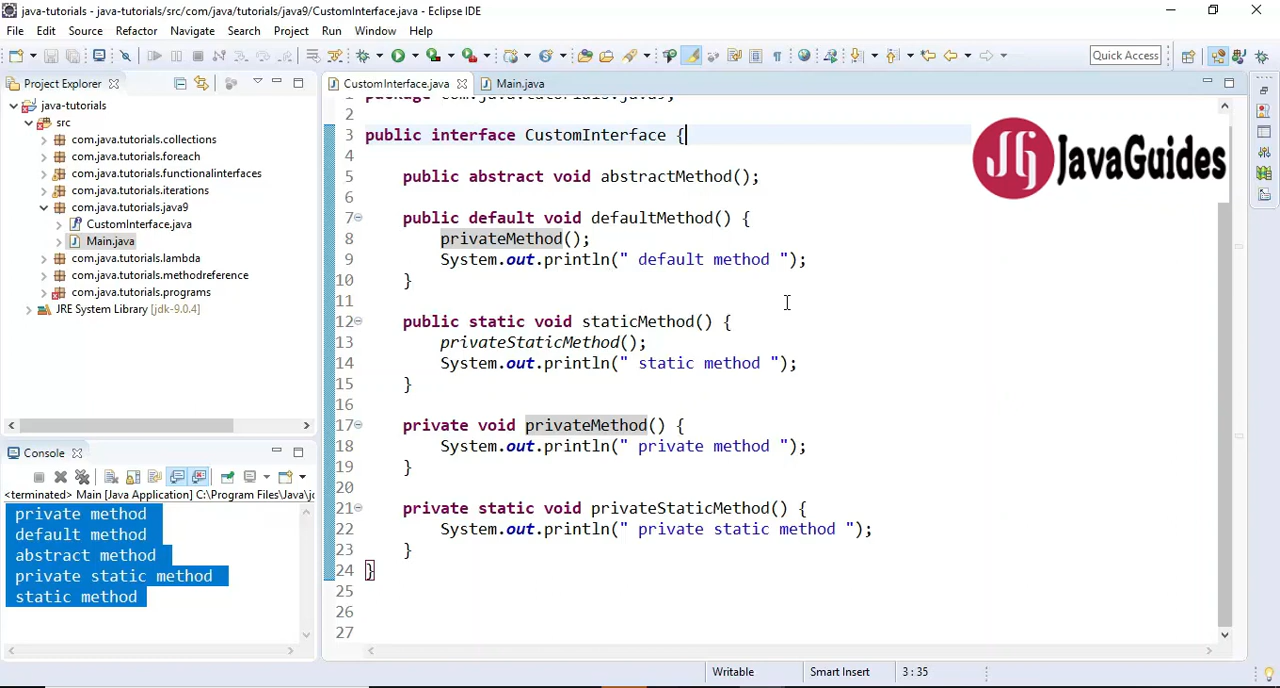 java-tutorials - java-tutorials/src/com/java/tutorials/java9/CustomInterface.java - Eclipse IDE
File Edit Source Refactor Navigate Search Project Run Window Help
Quick Access
Project Explorer
java-tutorials
src
com.java.tutorials.collections
com.java.tutorials.foreach
com.java.tutorials.functionalinterfaces
com.java.tutorials.iterations
com.java.tutorials.java9
CustomInterface.java
Main.java
com.java.tutorials.lambda
com.java.tutorials.methodreference
com.java.tutorials.programs
JRE System Library [jdk-9.0.4]
Console
<terminated> Main [Java Application] C:\Program Files\Java\jc
private method
default method
abstract method
private static method
static method
CustomInterface.java Main.java
1 package com.java.tutorials.java9;
2
3 public interface CustomInterface {
4
5 public abstract void abstractMethod();
6
7 public default void defaultMethod() {
8 privateMethod();
9 System.out.println(" default method ");
10 }
11
12 public static void staticMethod() {
13 privateStaticMethod();
14 System.out.println(" static method ");
15 }
16
17 private void privateMethod() {
18 System.out.println(" private method ");
19 }
20
21 private static void privateStaticMethod() {
22 System.out.println(" private static method ");
23 }
24 }
25
26
27
JG JavaGuides
Writable Smart Insert 3 : 35